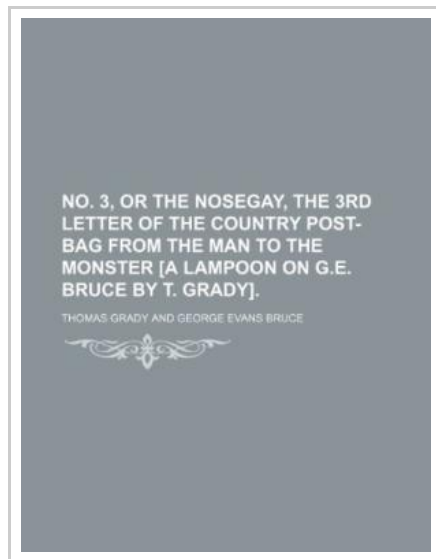 NO. 3, OR THE NOSEGAY, THE 3RD
LETTER OF THE COUNTRY POST-
BAG FROM THE MAN TO THE
MONSTER [A LAMPOON ON G.E.
BRUCE BY T. GRADY].
THOMAS GRADY AND GEORGE EVANS BRUCE